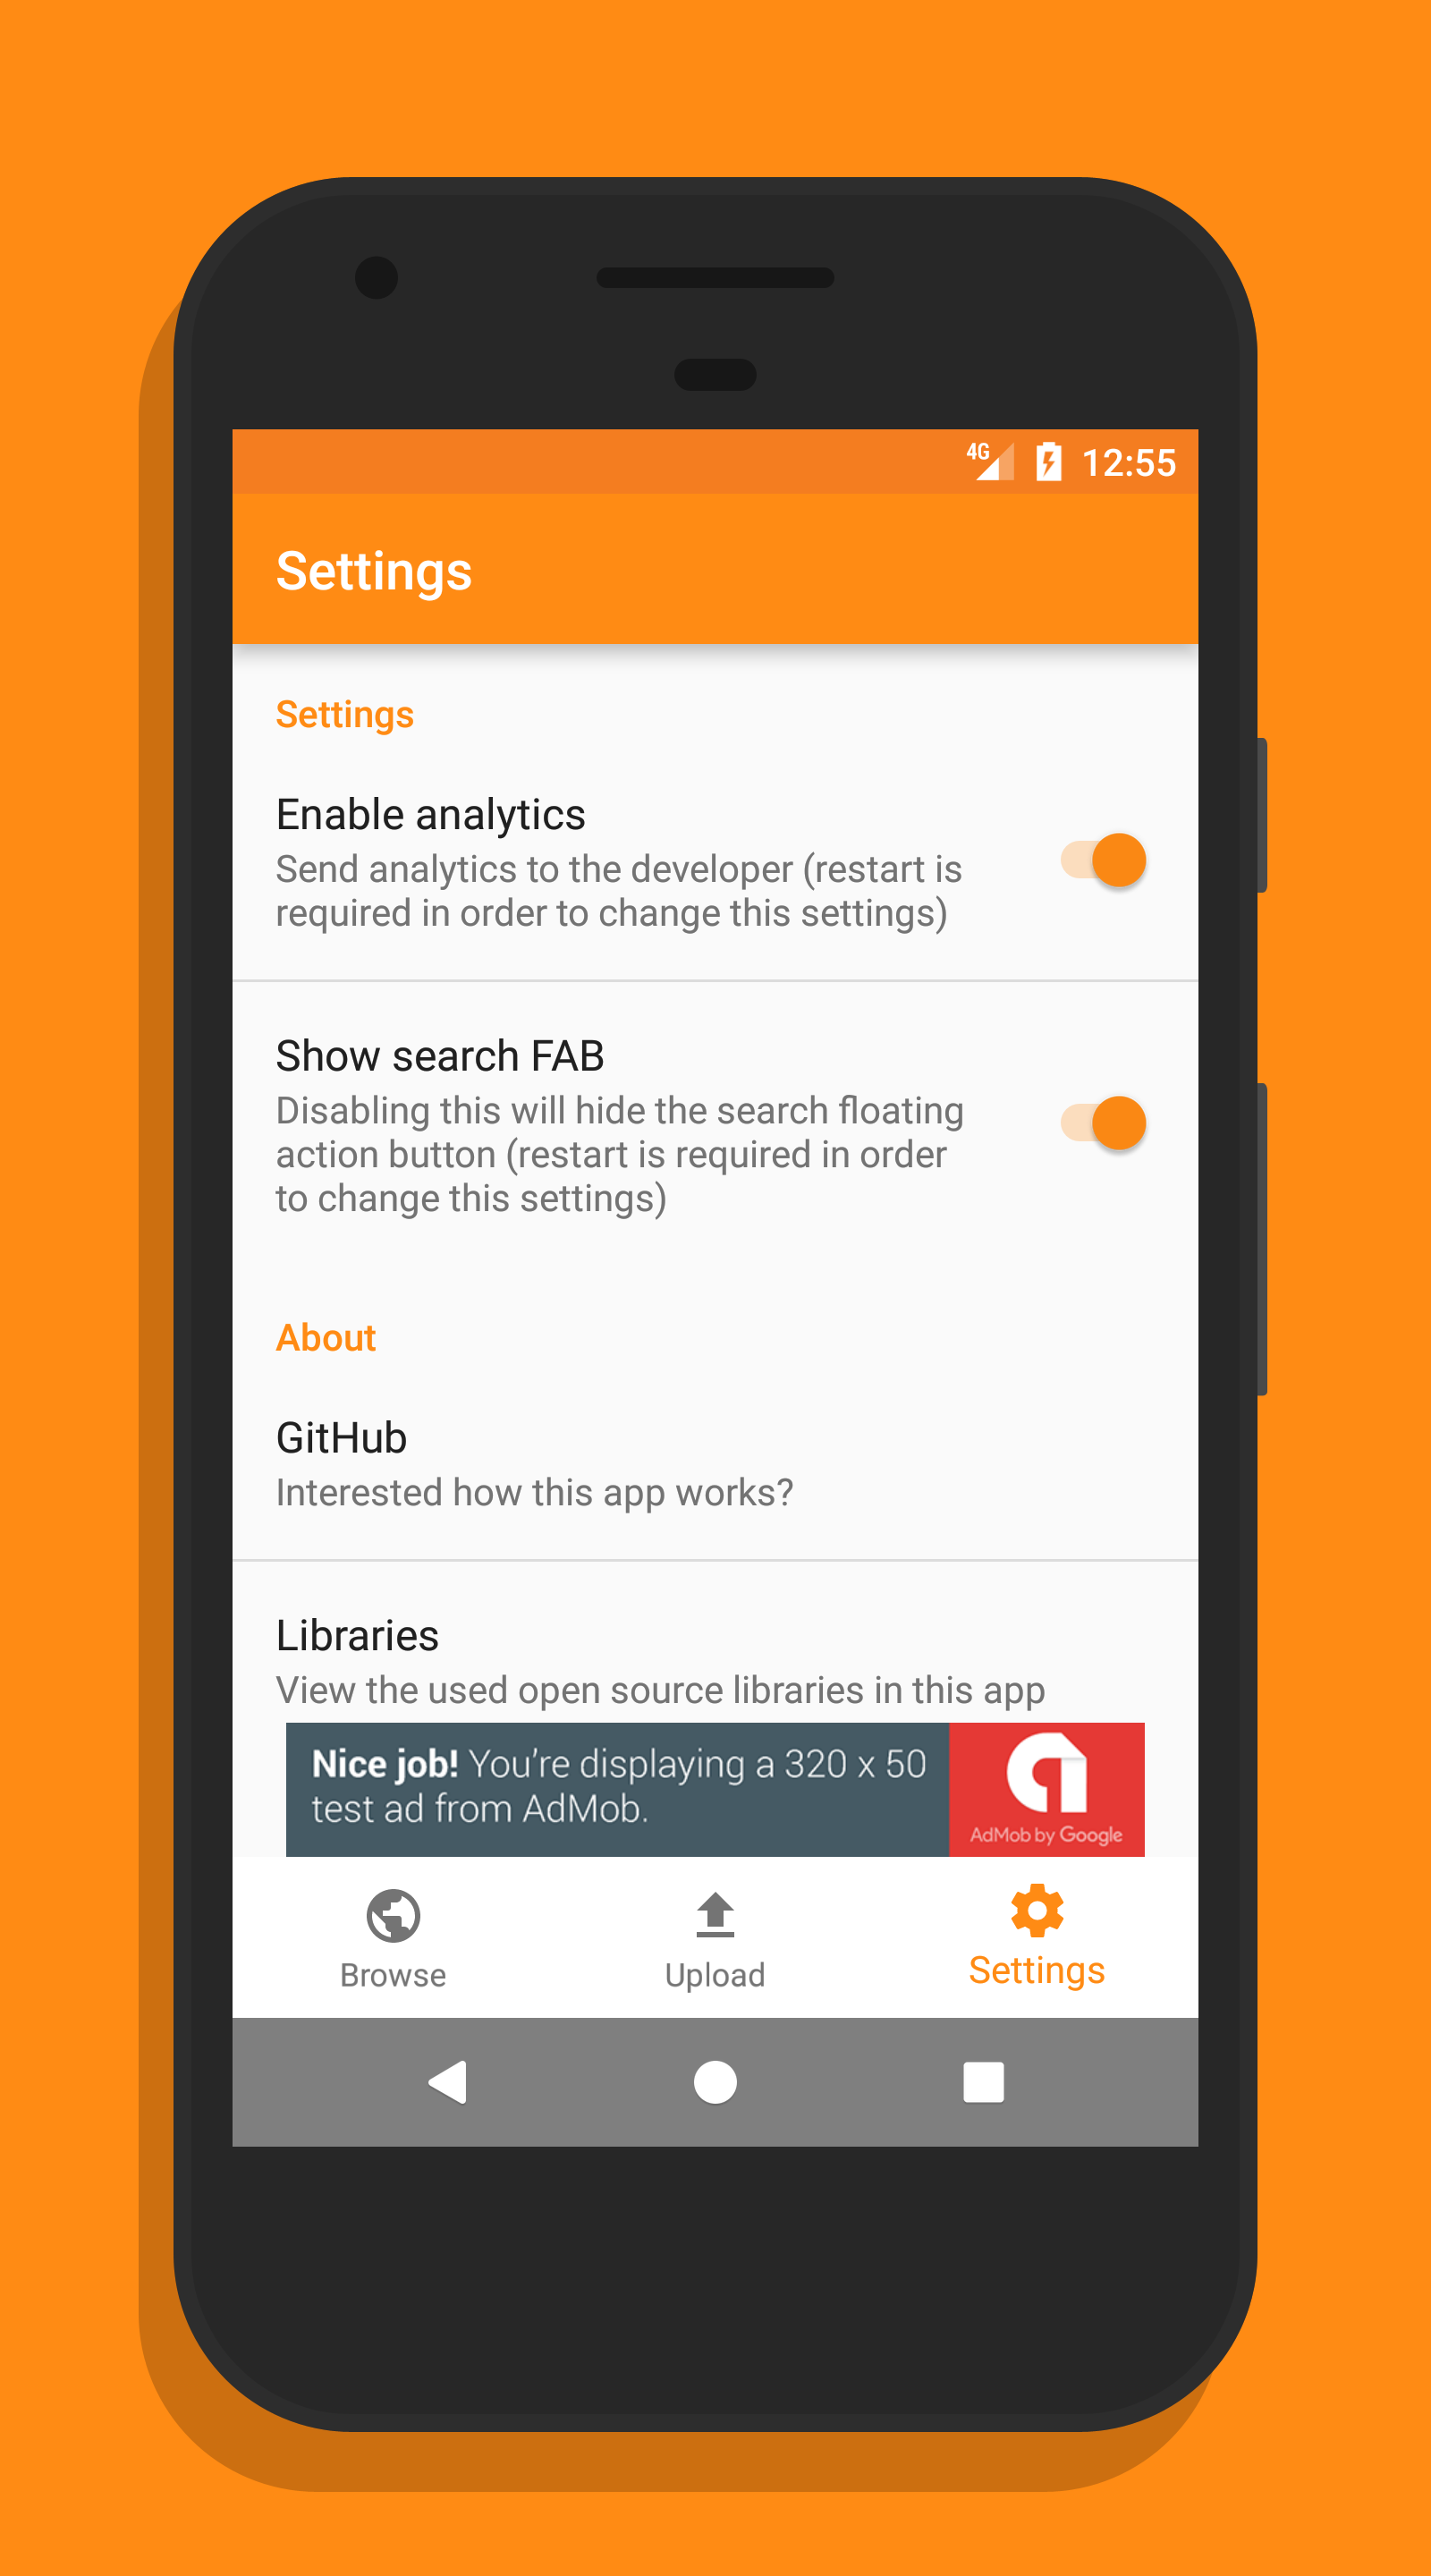 4G 12:55
Settings
Settings
Enable analytics
Send analytics to the developer (restart is
required in order to change this settings)
Show search FAB
Disabling this will hide the search floating
action button (restart is required in order
to change this settings)
About
GitHub
Interested how this app works?
Libraries
View the used open source libraries in this app
Nice job! You're displaying a 320 x 50
test ad from AdMob.
AdMob by Google
Browse Upload Settings